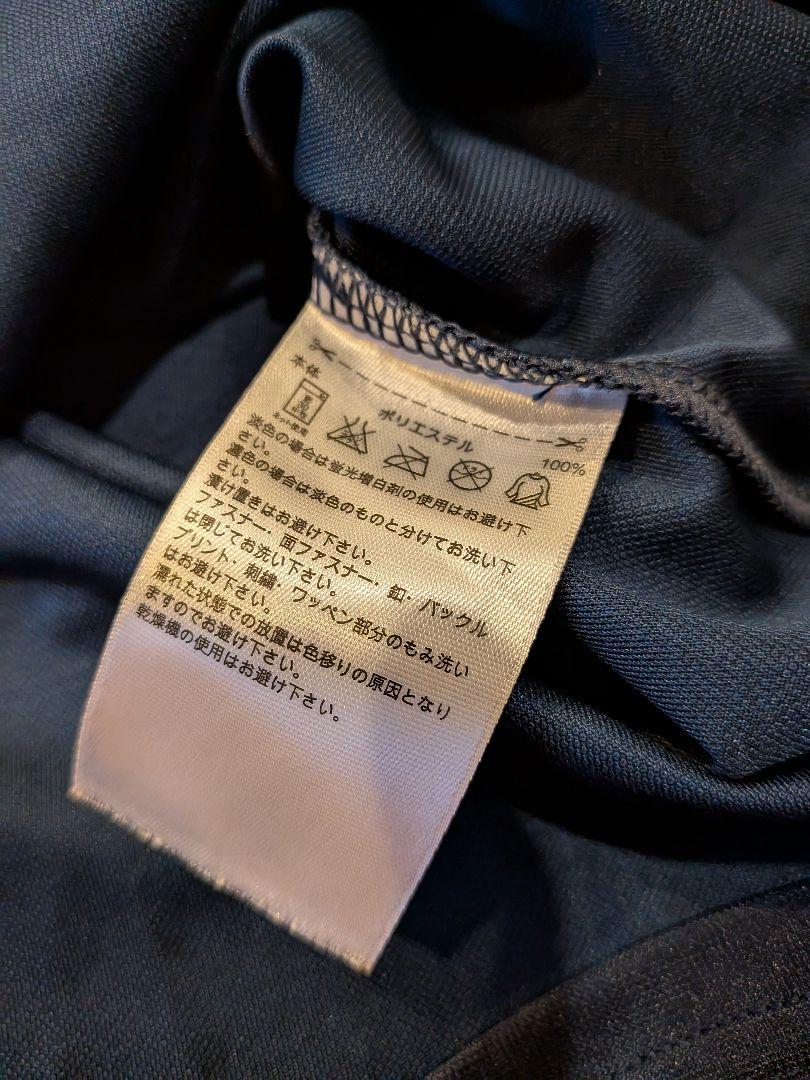 本体
ポリエステル
100%
ネット使用
淡色の場合は蛍光増白剤の使用はお避け下
さい。
濃色の場合は淡色のものと分けてお洗い下
さい。
漬け置きはお避け下さい。
ファスナー・面ファスナー・釦・バックル
は閉じてお洗い下さい。
プリント・刺繍・ワッペン部分のもみ洗い
はお避け下さい。
濡れた状態での放置は色移りの原因となり
ますのでお避け下さい。
乾燥機の使用はお避け下さい。